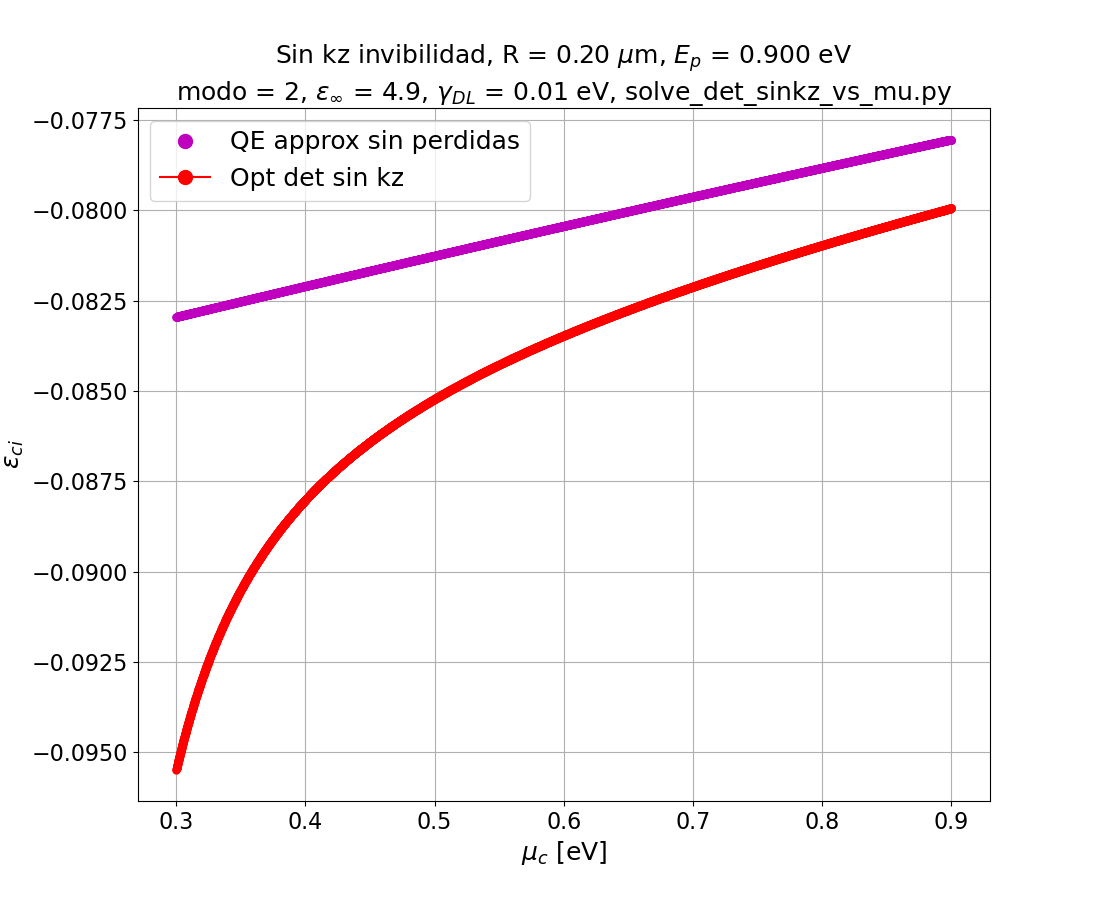 Sin kz invibilidad, R = 0.20 μm, E_p = 0.900 eV
modo = 2, ε_∞ = 4.9, γ_DL = 0.01 eV, solve_det_sinkz_vs_mu.py
QE approx sin perdidas
Opt det sin kz
−0.0775
−0.0800
−0.0825
−0.0850
−0.0875
−0.0900
−0.0925
−0.0950
ε_ci
0.3 0.4 0.5 0.6 0.7 0.8 0.9
μ_c [eV]